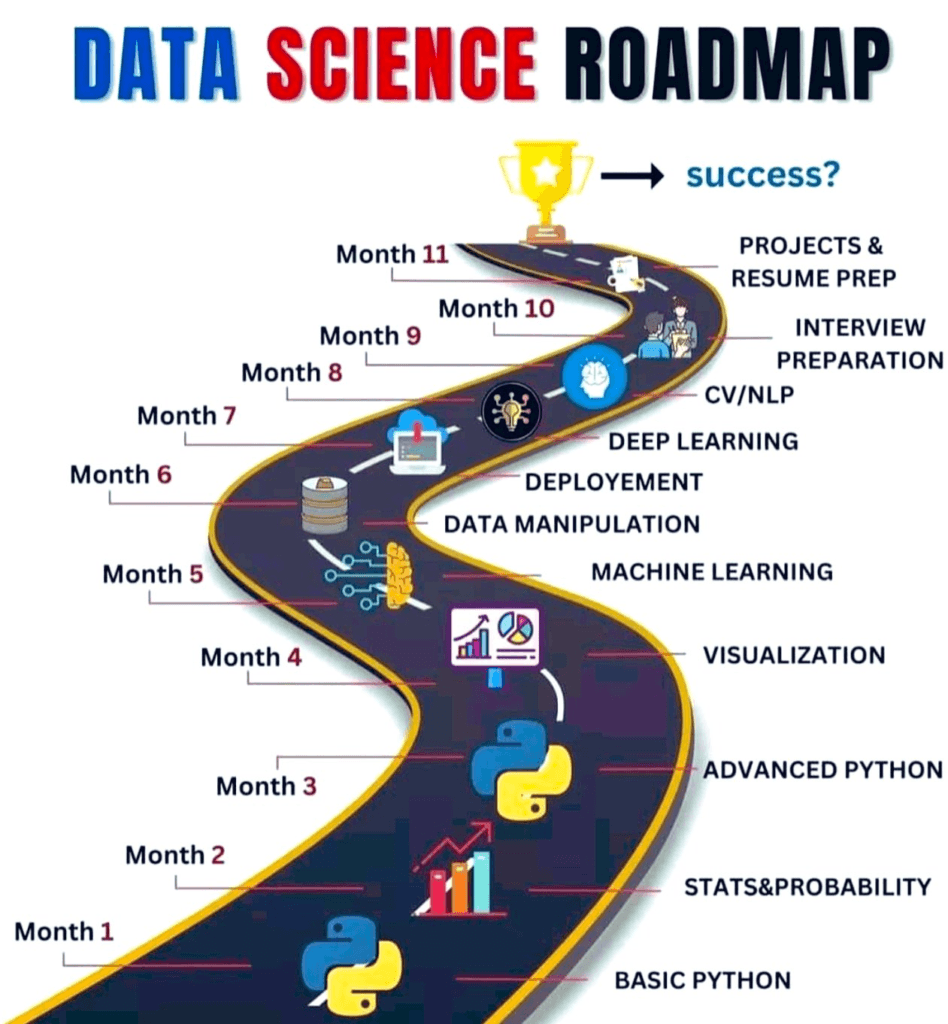 DATA SCIENCE ROADMAP
success?
Month 11
PROJECTS &
RESUME PREP
Month 10
INTERVIEW
PREPARATION
Month 9
CV/NLP
Month 8
DEEP LEARNING
Month 7
DEPLOYEMENT
Month 6
DATA MANIPULATION
Month 5
MACHINE LEARNING
Month 4
VISUALIZATION
Month 3
ADVANCED PYTHON
Month 2
STATS&PROBABILITY
Month 1
BASIC PYTHON